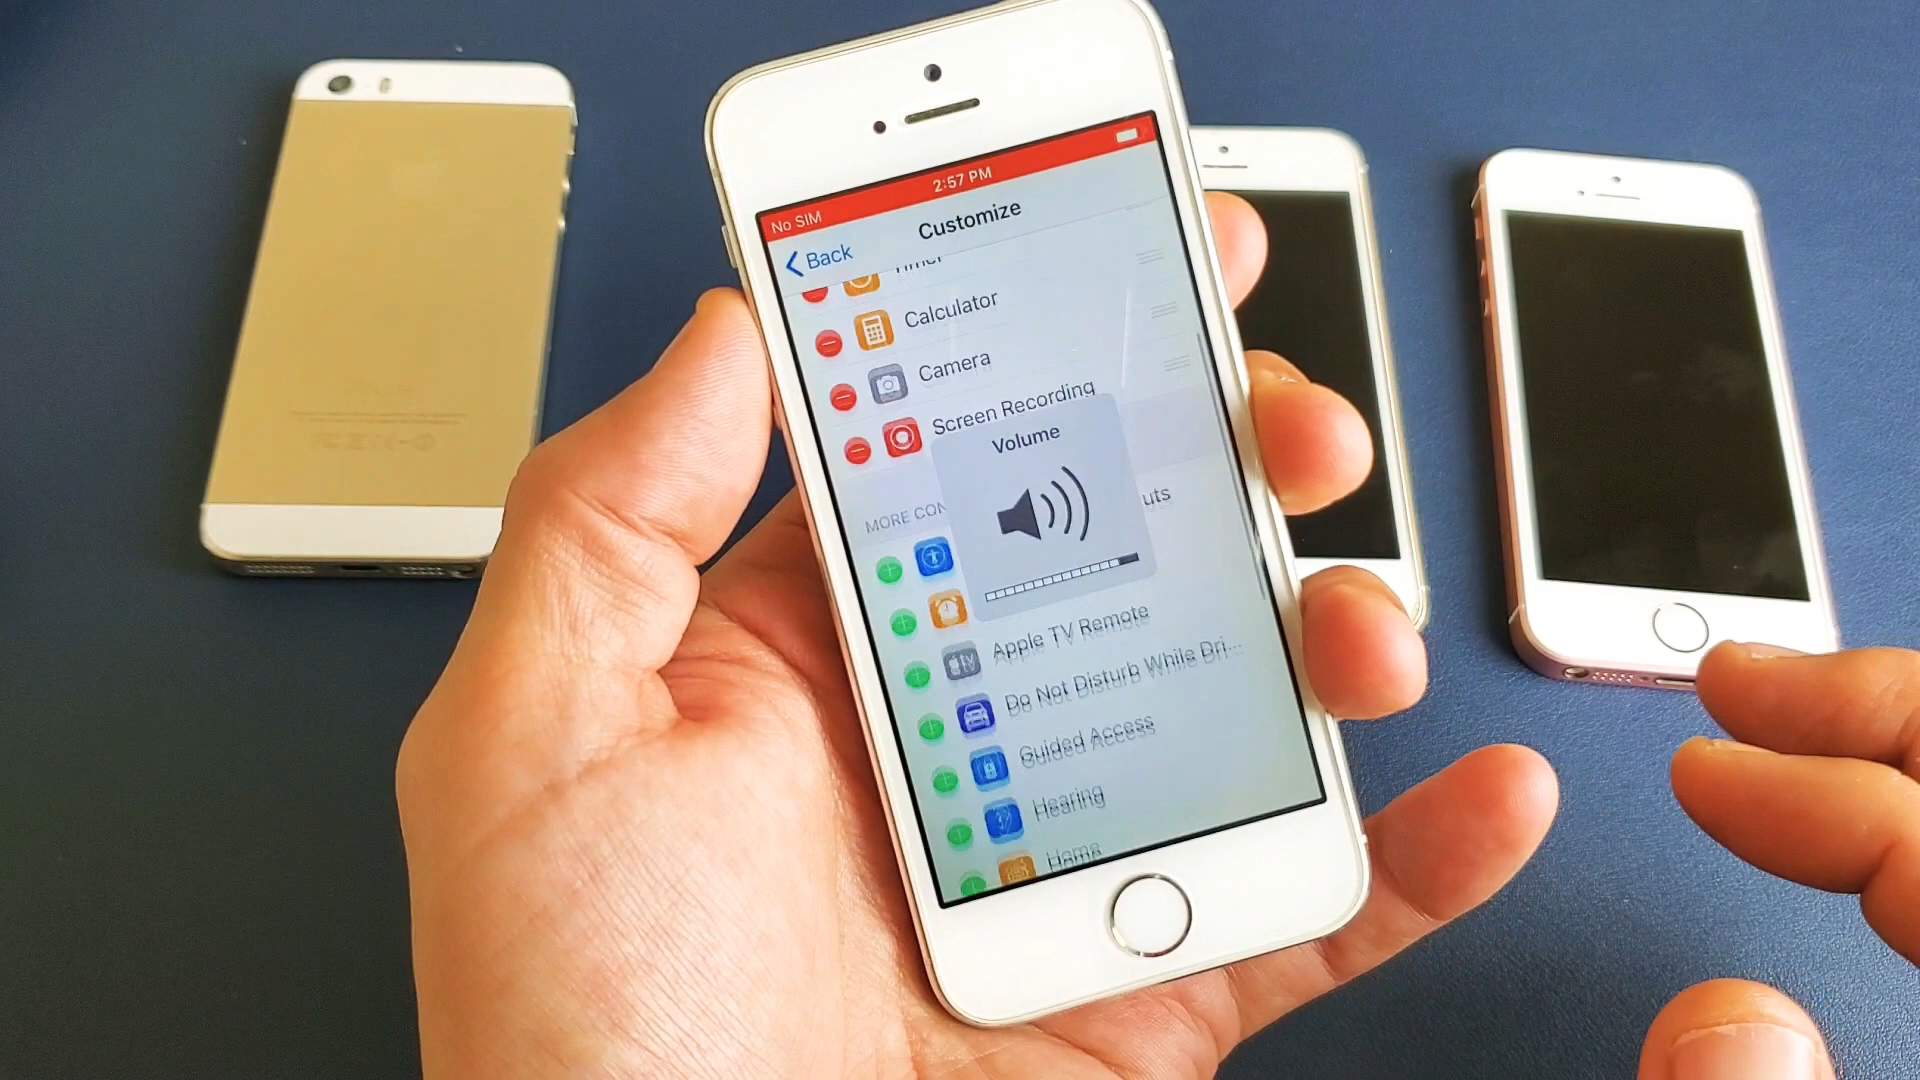 No SIM 2:57 PM
Back Customize
Timer
Calculator
Camera
Screen Recording
Volume
MORE CON
uts
Apple TV Remote
Do Not Disturb While Dri...
Guided Access
Hearing
Home